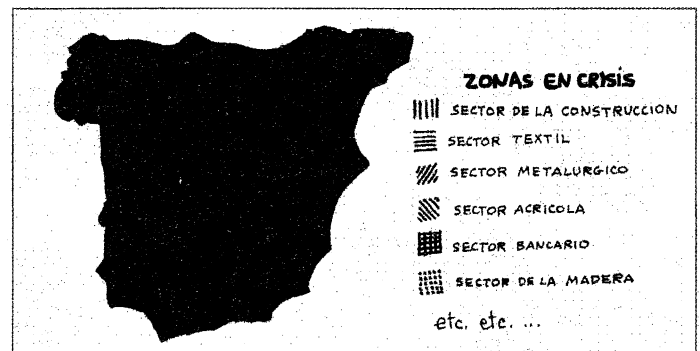 ZONAS EN CRISIS
SECTOR DE LA CONSTRUCCION
SECTOR TEXTIL
SECTOR METALURGICO
SECTOR AGRICOLA
SECTOR BANCARIO
SECTOR DE LA MADERA
etc. etc. ...